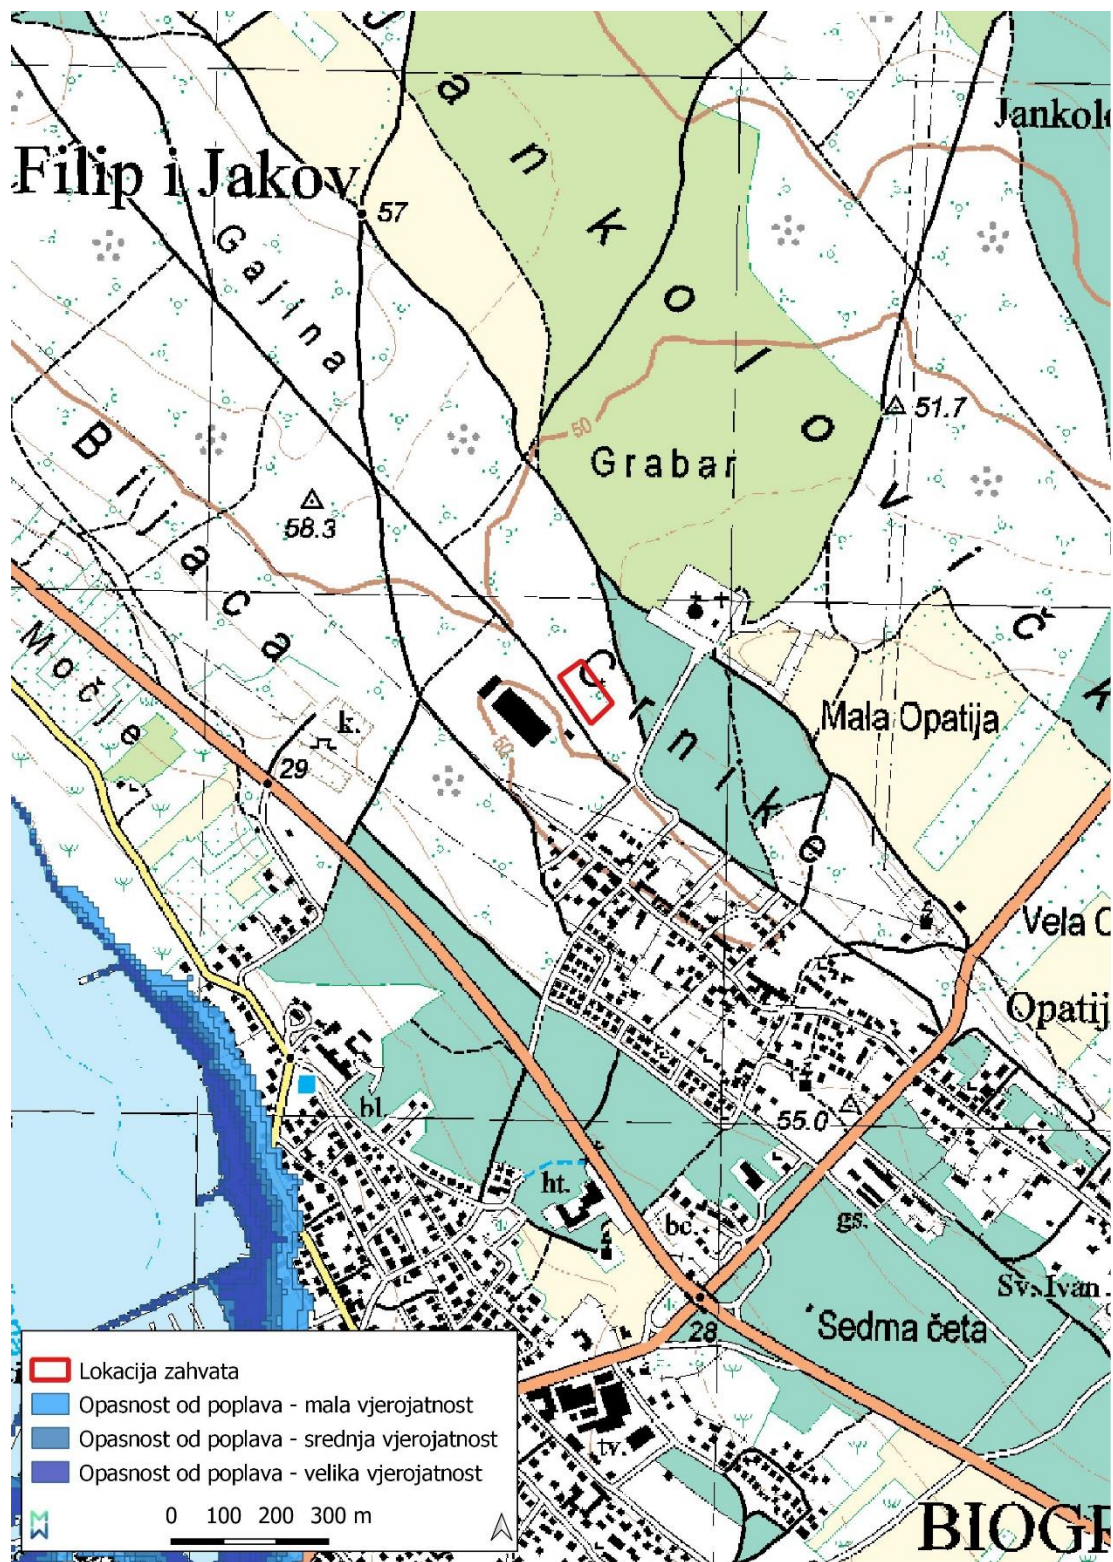 Jankolovičk
Jankol
Filip i Jakov
57
Gajina
51.7
50
Grabar
Biljaca
58.3
Močle
Crnike
Mala Opatija
k.
50
29
Vela O
Opatij
bl.
55.0
ht.
bc.
gs.
Sv. Ivan
28
Sedma četa
tv.
BIOGR
Lokacija zahvata
Opasnost od poplava - mala vjerojatnost
Opasnost od poplava - srednja vjerojatnost
Opasnost od poplava - velika vjerojatnost
0 100 200 300 m